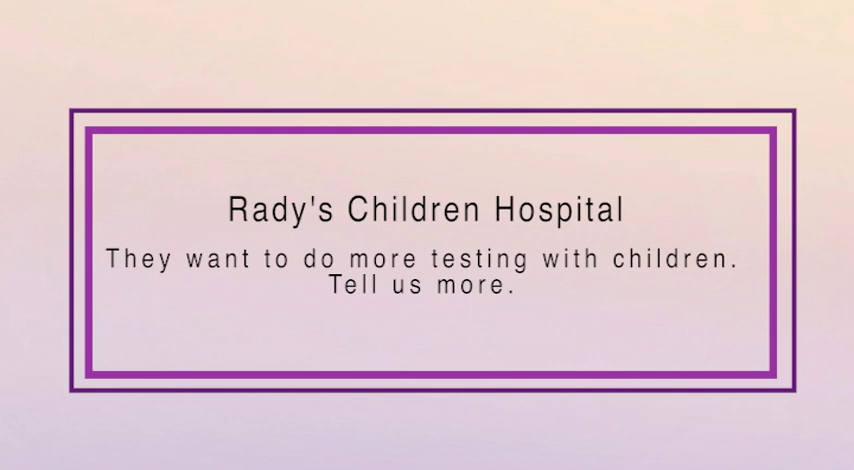 Rady's Children Hospital
They want to do more testing with children.
Tell us more.